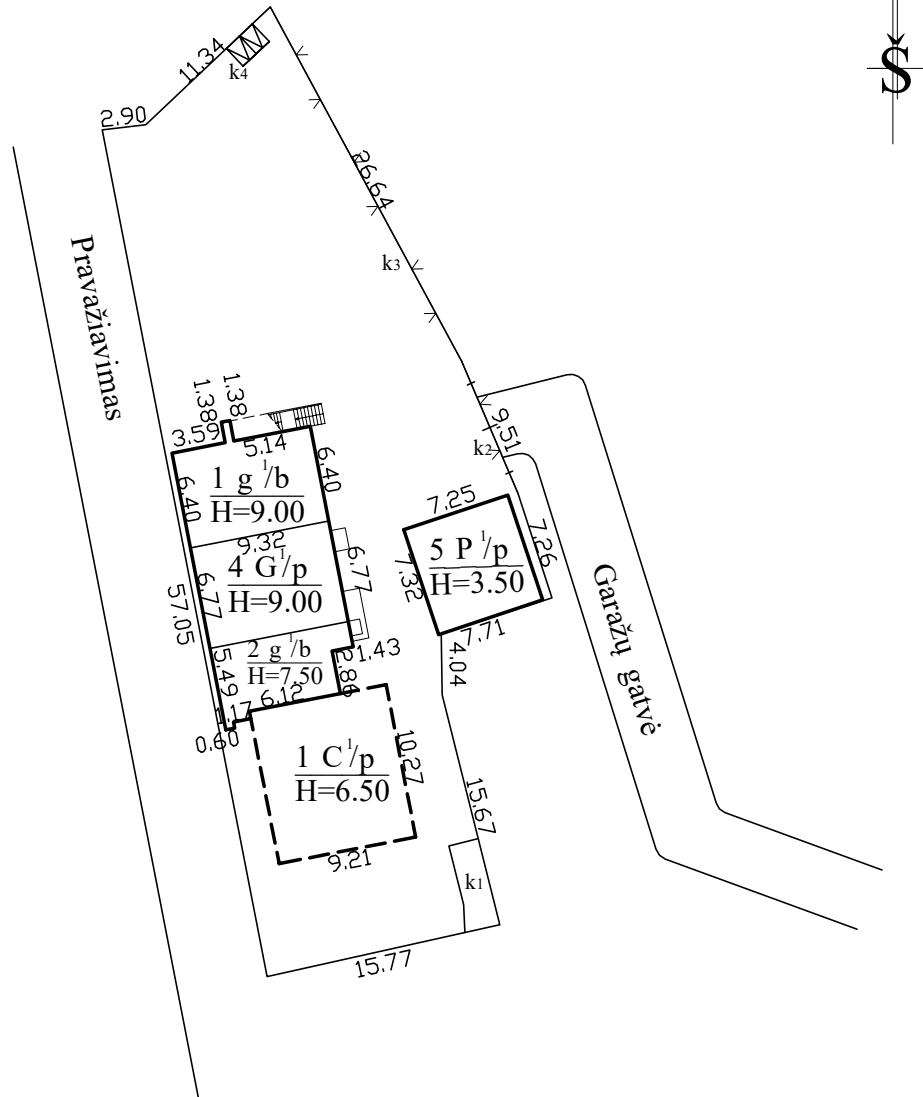 Š
11.34
k4
2.90
26.64
k3
Pravažiavimas
1.38
1.38
3.59
5.14
9.51
k2
6.40
6.40
1 g 1/b
H=9.00
7.25
7.26
7.32
5 P 1/p
H=3.50
7.71
9.32
4 G 1/p
H=9.00
6.77
6.77
57.05
Garažų gatvė
2 g 1/b
H=7.50
1.43
2.86
4.04
5.49
1.17
6.12
0.60
1 C 1/p
H=6.50
10.27
9.21
15.67
k1
15.77